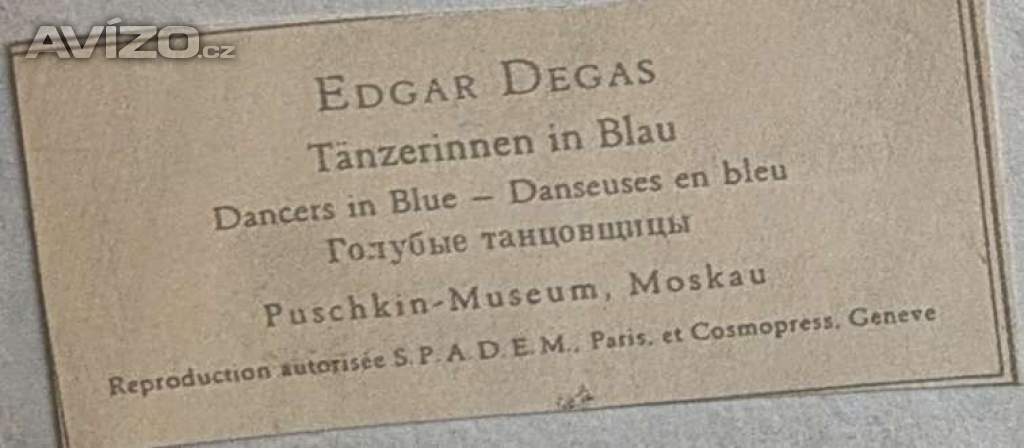 AVÍZO.cz
EDGAR DEGAS
Tänzerinnen in Blau
Dancers in Blue – Danseuses en bleu
Голубые танцовщицы
Puschkin-Museum, Moskau
Reproduction autorisée S.P.A.D.E.M., Paris, et Cosmopress, Geneve